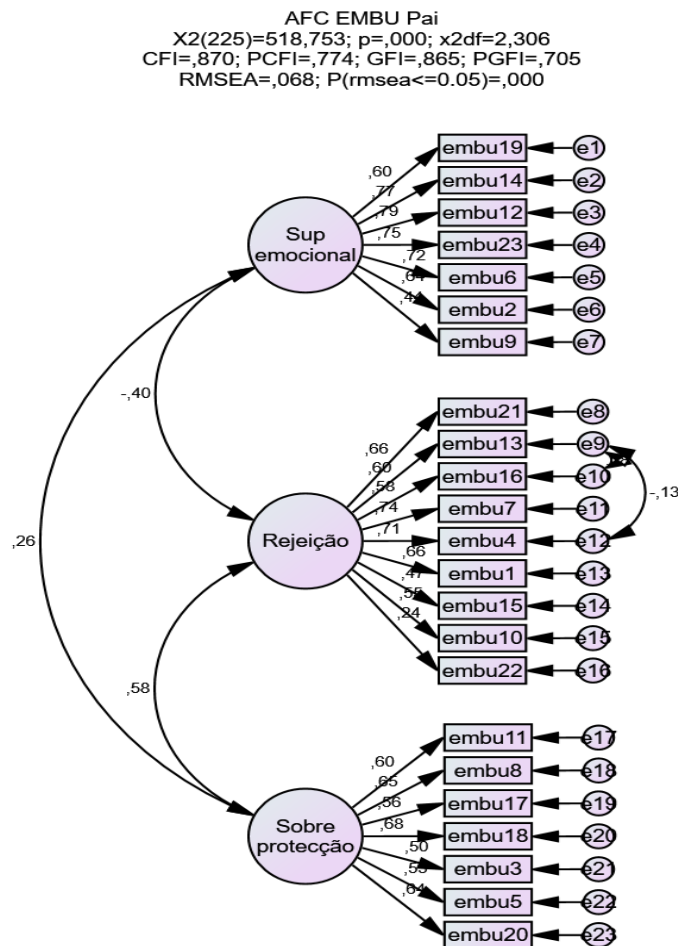 AFC EMBU Pai
X2(225)=518,753; p=,000; x2df=2,306
CFI=,870; PCFI=,774; GFI=,865; PGFI=,705
RMSEA=,068; P(rmsea<=0.05)=,000
embu19 e1
,60
embu14 e2
,77
embu12 e3
,79
Sup
emocional
embu23 e4
,75
embu6 e5
,72
embu2 e6
embu9 e7
-,40
embu21 e8
,66
embu13 e9
,60
embu16 e10
,58
-,13
embu7 e11
,74
Rejeição
embu4 e12
,71
embu1 e13
,66
embu15 e14
,47
embu10 e15
,55
embu22 e16
,24
,26
,58
embu11 e17
,60
embu8 e18
,65
embu17 e19
,56
Sobre
protecção
embu18 e20
,68
embu3 e21
,50
embu5 e22
embu20 e23